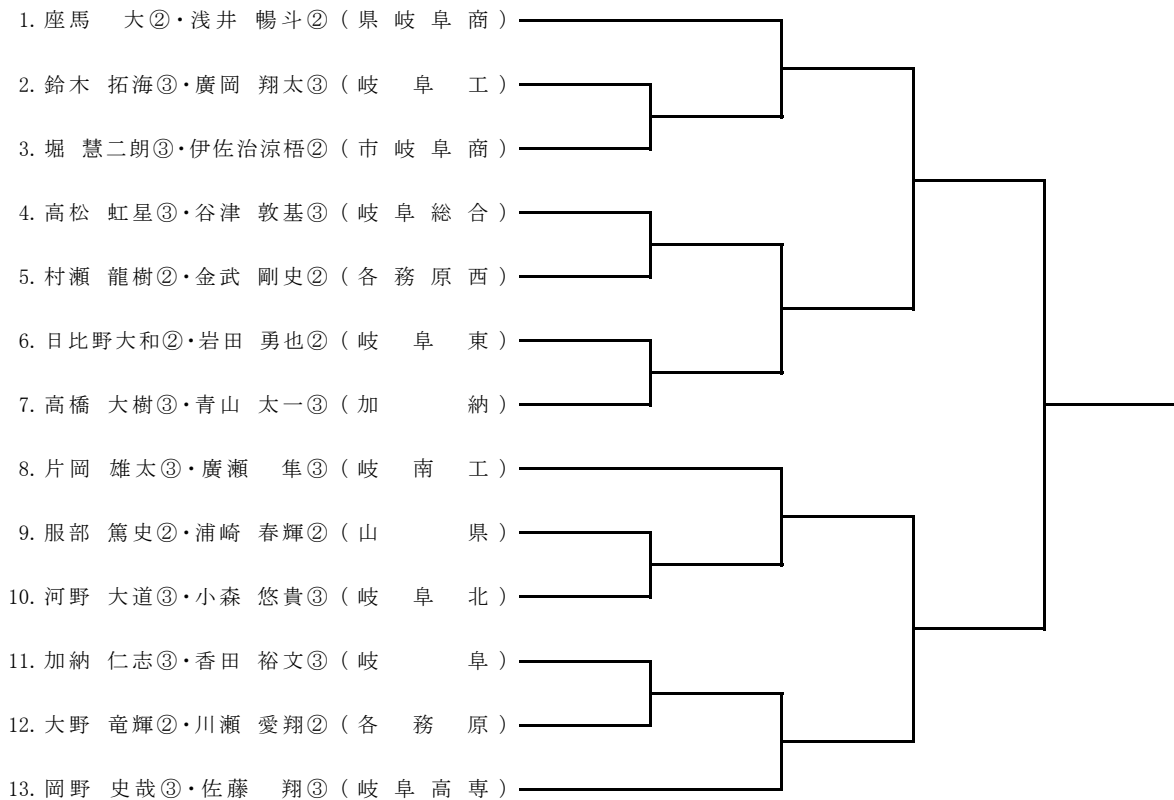 1. 座馬 大②・浅井 暢斗② ( 県 岐 阜 商 )
2. 鈴木 拓海③・廣岡 翔太③ ( 岐 阜 工 )
3. 堀 慧二朗③・伊佐治涼梧② ( 市 岐 阜 商 )
4. 高松 虹星③・谷津 敦基③ ( 岐 阜 総 合 )
5. 村瀬 龍樹②・金武 剛史② ( 各 務 原 西 )
6. 日比野大和②・岩田 勇也② ( 岐 阜 東 )
7. 高橋 大樹③・青山 太一③ ( 加 納 )
8. 片岡 雄太③・廣瀬 隼③ ( 岐 南 工 )
9. 服部 篤史②・浦崎 春輝② ( 山 県 )
10. 河野 大道③・小森 悠貴③ ( 岐 阜 北 )
11. 加納 仁志③・香田 裕文③ ( 岐 阜 )
12. 大野 竜輝②・川瀬 愛翔② ( 各 務 原 )
13. 岡野 史哉③・佐藤 翔③ ( 岐 阜 高 専 )